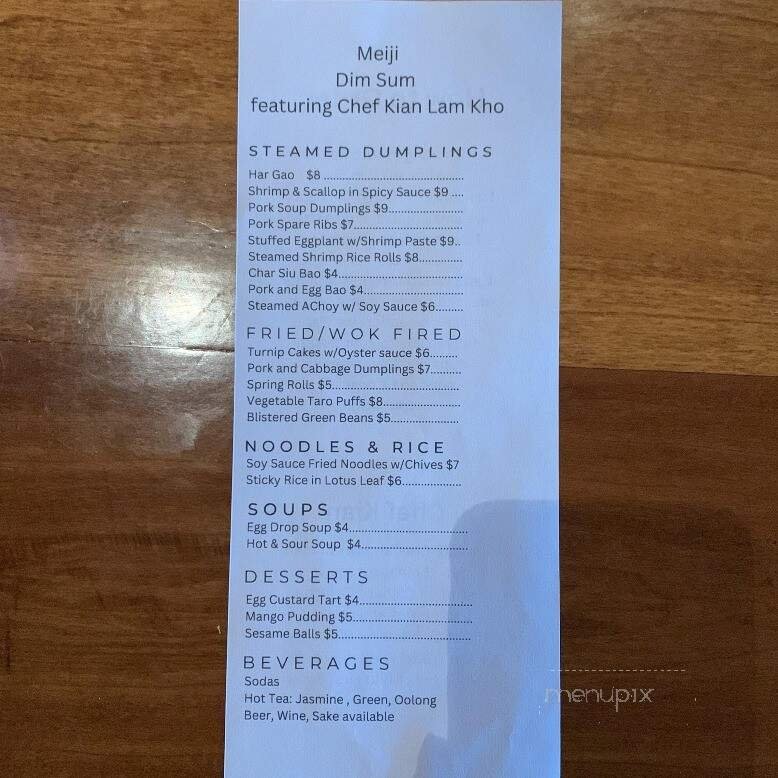 Meiji
Dim Sum
featuring Chef Kian Lam Kho
STEAMED DUMPLINGS
Har Gao $8 ................................................
Shrimp & Scallop in Spicy Sauce $9 ....
Pork Soup Dumplings $9.........................
Pork Spare Ribs $7.....................................
Stuffed Eggplant w/Shrimp Paste $9..
Steamed Shrimp Rice Rolls $8..............
Char Siu Bao $4...........................................
Pork and Egg Bao $4..................................
Steamed AChoy w/ Soy Sauce $6.........
FRIED/WOK FIRED
Turnip Cakes w/Oyster sauce $6.........
Pork and Cabbage Dumplings $7..........
Spring Rolls $5...........................................
Vegetable Taro Puffs $8..........................
Blistered Green Beans $5.......................
NOODLES & RICE
Soy Sauce Fried Noodles w/Chives $7
Sticky Rice in Lotus Leaf $6....................
SOUPS
Egg Drop Soup $4........................................
Hot & Sour Soup $4....................................
DESSERTS
Egg Custard Tart $4......................................
Mango Pudding $5........................................
Sesame Balls $5.............................................
BEVERAGES
Sodas
Hot Tea: Jasmine , Green, Oolong
Beer, Wine, Sake available
menupix